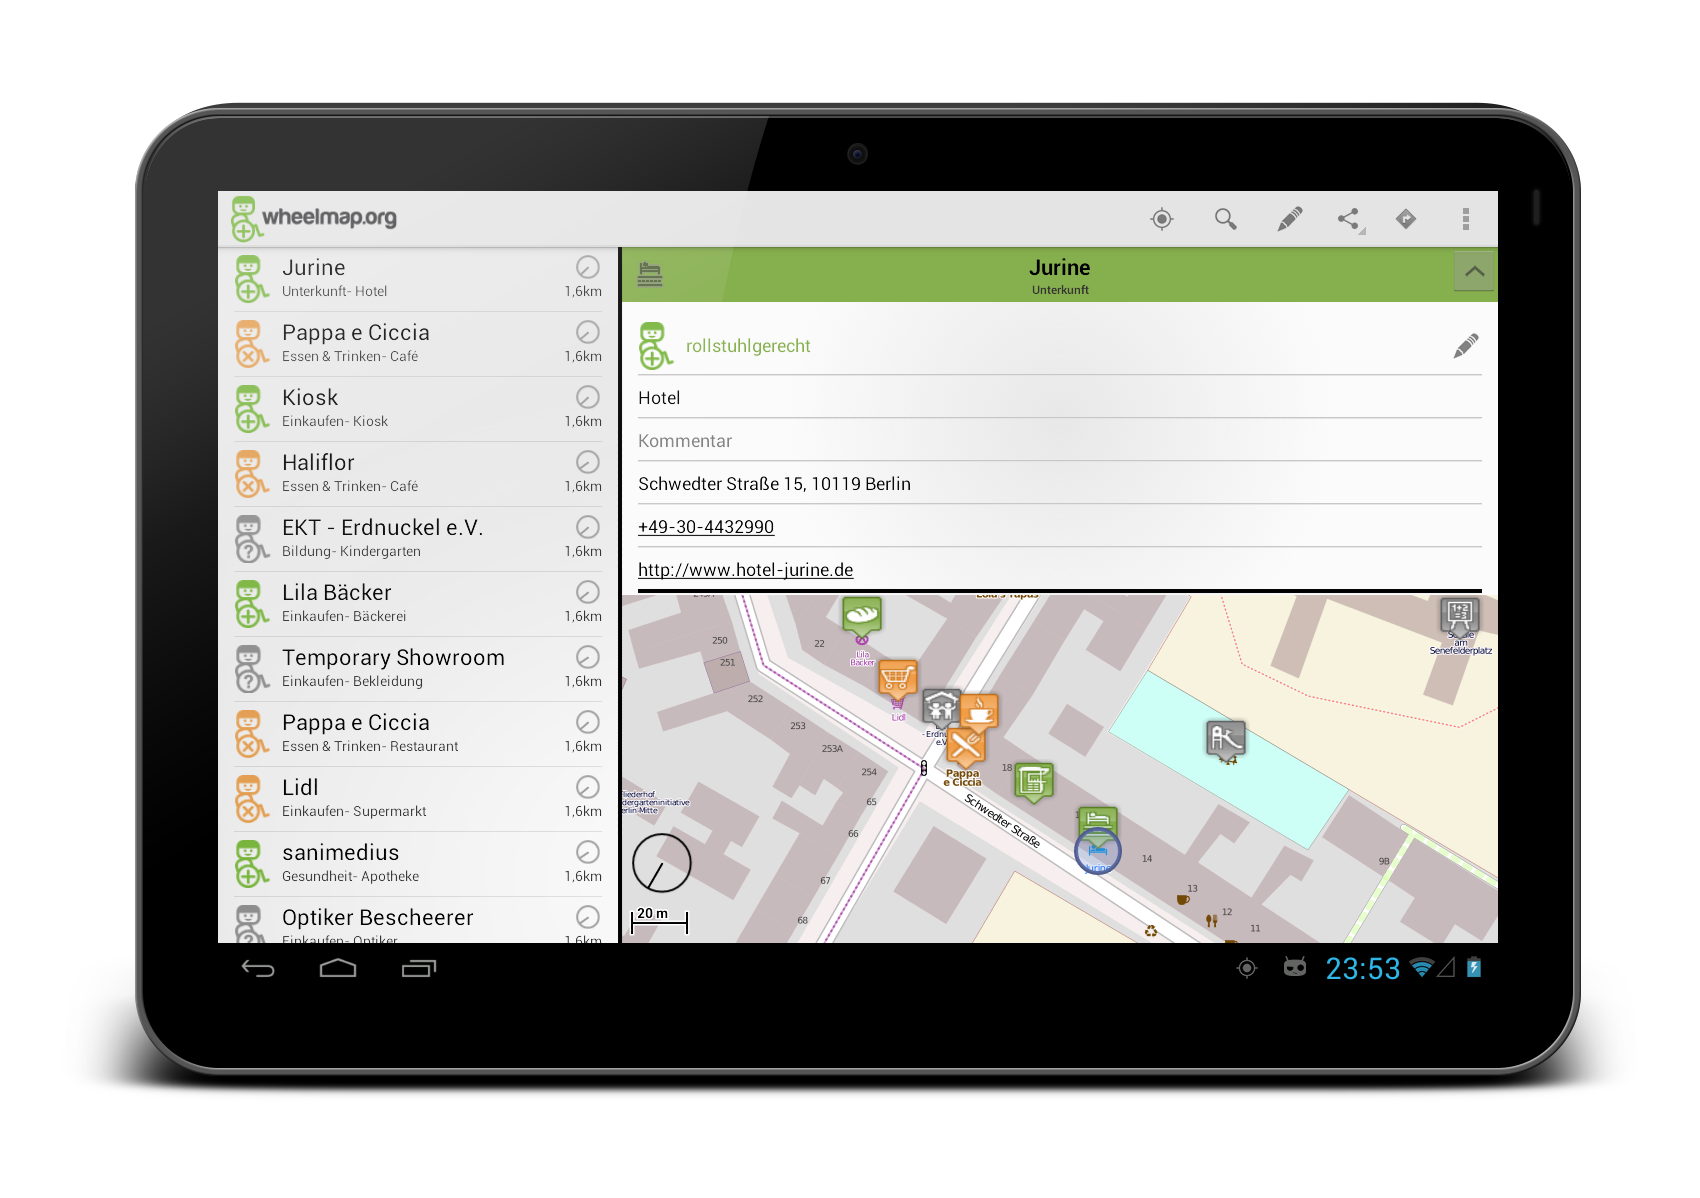 wheelmap.org
Jurine
Unterkunft- Hotel
1,6km
Pappa e Ciccia
Essen & Trinken- Café
1,6km
Kiosk
Einkaufen- Kiosk
1,6km
Haliflor
Essen & Trinken- Café
1,6km
EKT - Erdnuckel e.V.
Bildung- Kindergarten
1,6km
Lila Bäcker
Einkaufen- Bäckerei
1,6km
Temporary Showroom
Einkaufen- Bekleidung
1,6km
Pappa e Ciccia
Essen & Trinken- Restaurant
1,6km
Lidl
Einkaufen- Supermarkt
1,6km
sanimedius
Gesundheit- Apotheke
1,6km
Optiker Bescheerer
Einkaufen- Optiker
1,6km
Jurine
Unterkunft
rollstuhlgerecht
Hotel
Kommentar
Schwedter Straße 15, 10119 Berlin
+49-30-4432990
http://www.hotel-jurine.de
250
251
252
253
253A
254
65
66
67
68
22
Lila
Bäcker
Lidl
Pappa
e Ciccia
18
Schwedter Straße
Jurine
14
13
12
11
9B
1+2
=3
am
Senefelderplatz
20 m
23:53